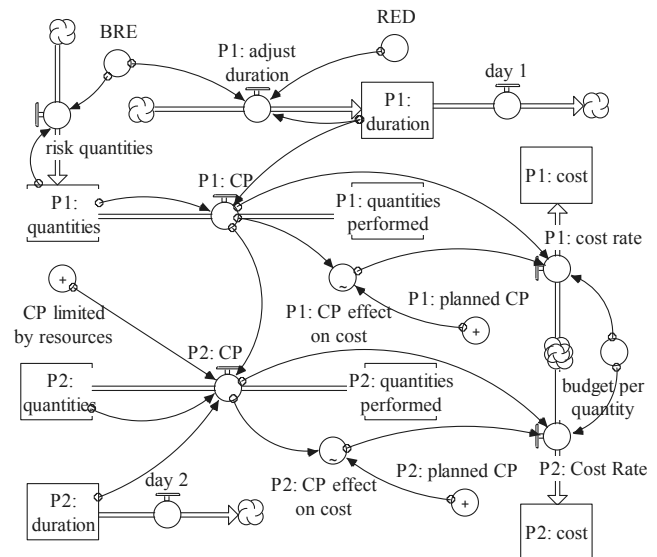 BRE
RED
P1: adjust
duration
day 1
P1:
duration
risk quantities
P1: cost
P1: CP
P1:
quantities
P1: quantities
performed
P1: cost rate
+
CP limited
by resources
~
P1: CP effect
on cost
P1: planned CP
+
P2: CP
P2:
quantities
P2: quantities
performed
budget per
quantity
~
P2: CP effect
on cost
P2: planned CP
+
P2: Cost Rate
day 2
P2:
duration
P2: cost